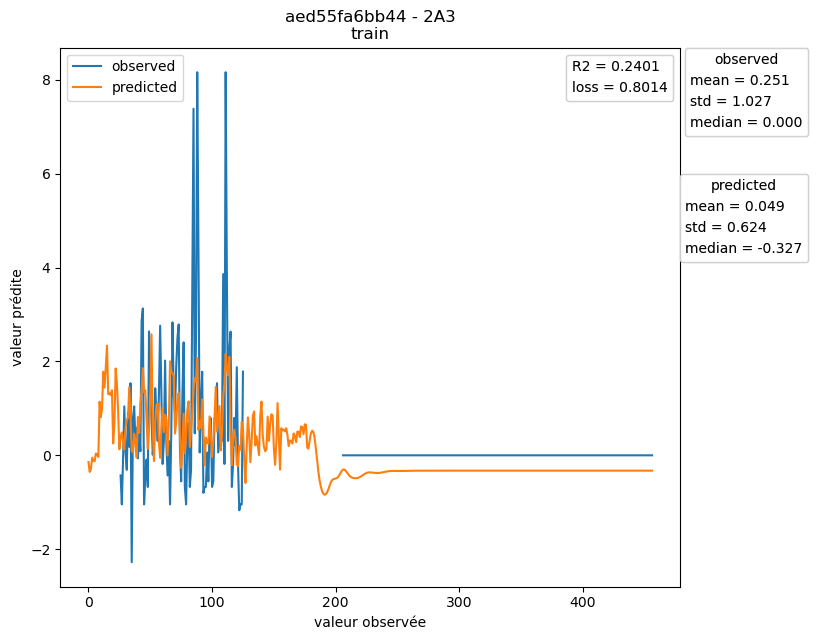 aed55fa6bb44 - 2A3
train
observed
predicted
R2 = 0.2401
loss = 0.8014
observed
mean = 0.251
std = 1.027
median = 0.000
predicted
mean = 0.049
std = 0.624
median = -0.327
valeur prédite
8
6
4
2
0
−2
0
100
200
300
400
valeur observée